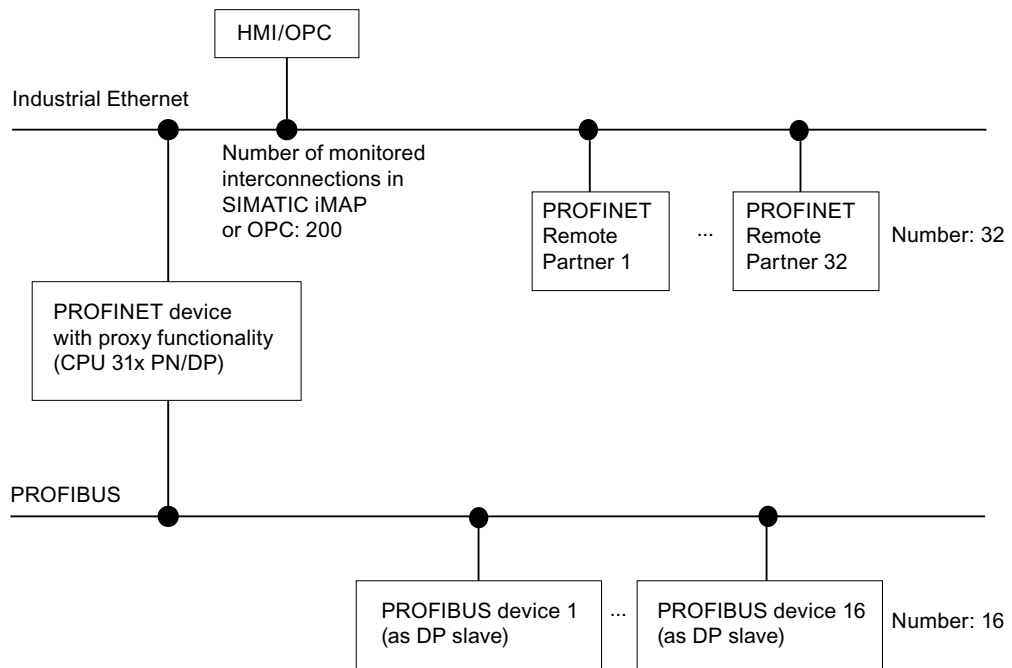 HMI/OPC
Industrial Ethernet
Number of monitored
interconnections in
SIMATIC iMAP
or OPC: 200
PROFINET
Remote
Partner 1
...
PROFINET
Remote
Partner 32
Number: 32
PROFINET device
with proxy functionality
(CPU 31x PN/DP)
PROFIBUS
PROFIBUS device 1
(as DP slave)
...
PROFIBUS device 16
(as DP slave)
Number: 16